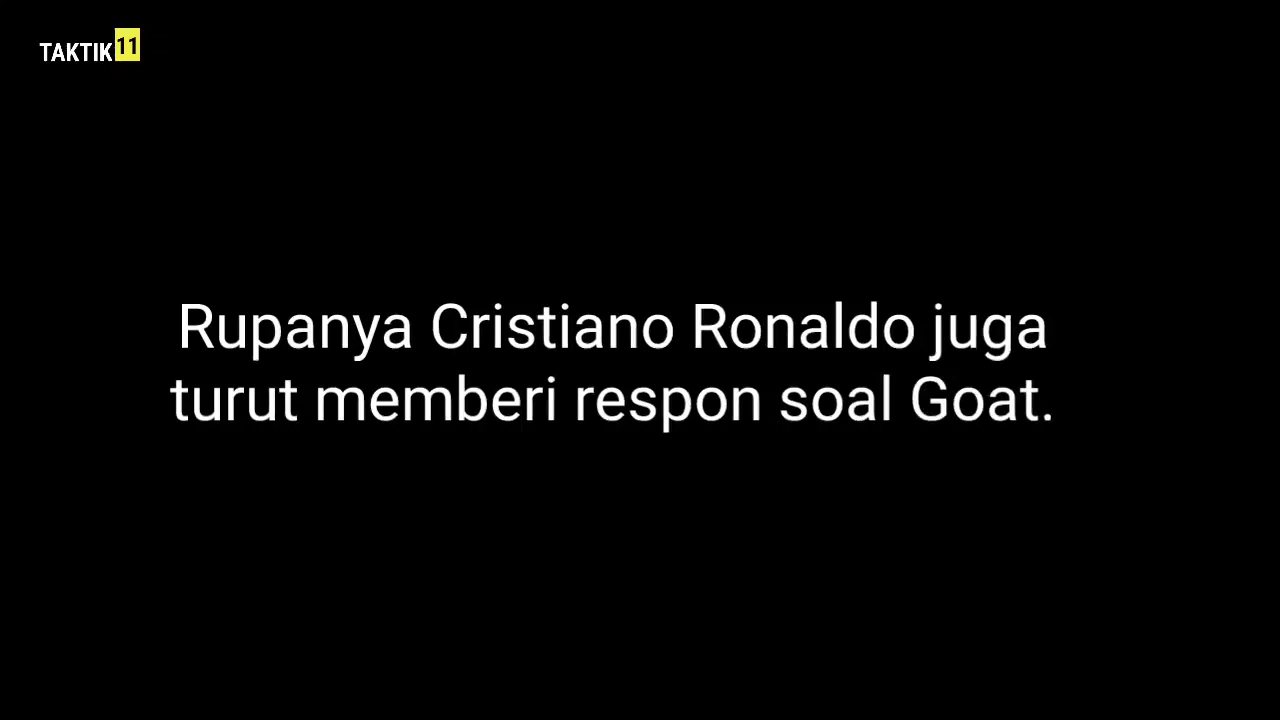 TAKTIK11
Rupanya Cristiano Ronaldo juga
turut memberi respon soal Goat.